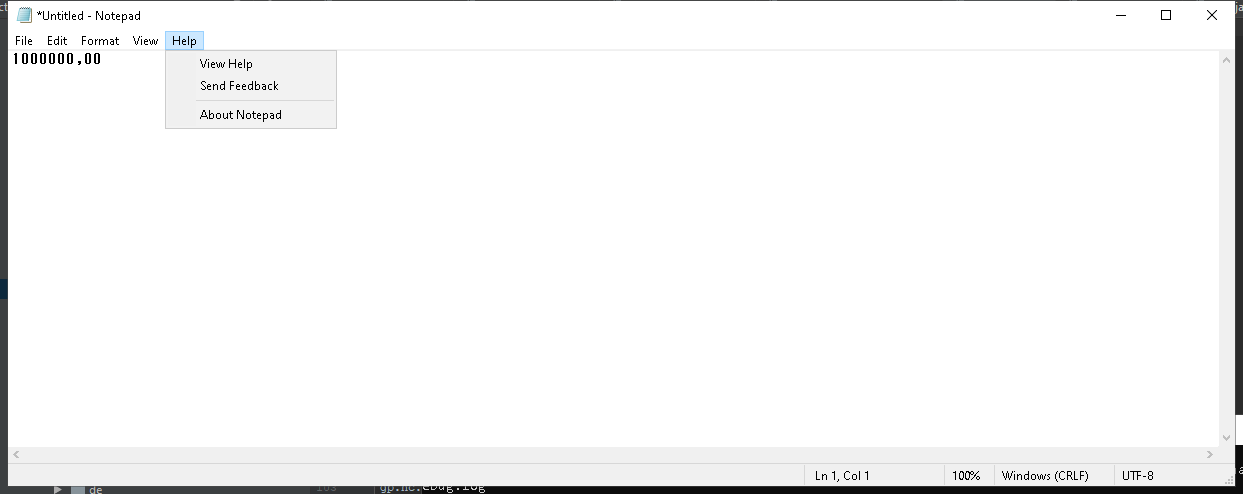 *Untitled - Notepad
File Edit Format View Help
1000000,00
View Help
Send Feedback
About Notepad
Ln 1, Col 1 100% Windows (CRLF) UTF-8
de